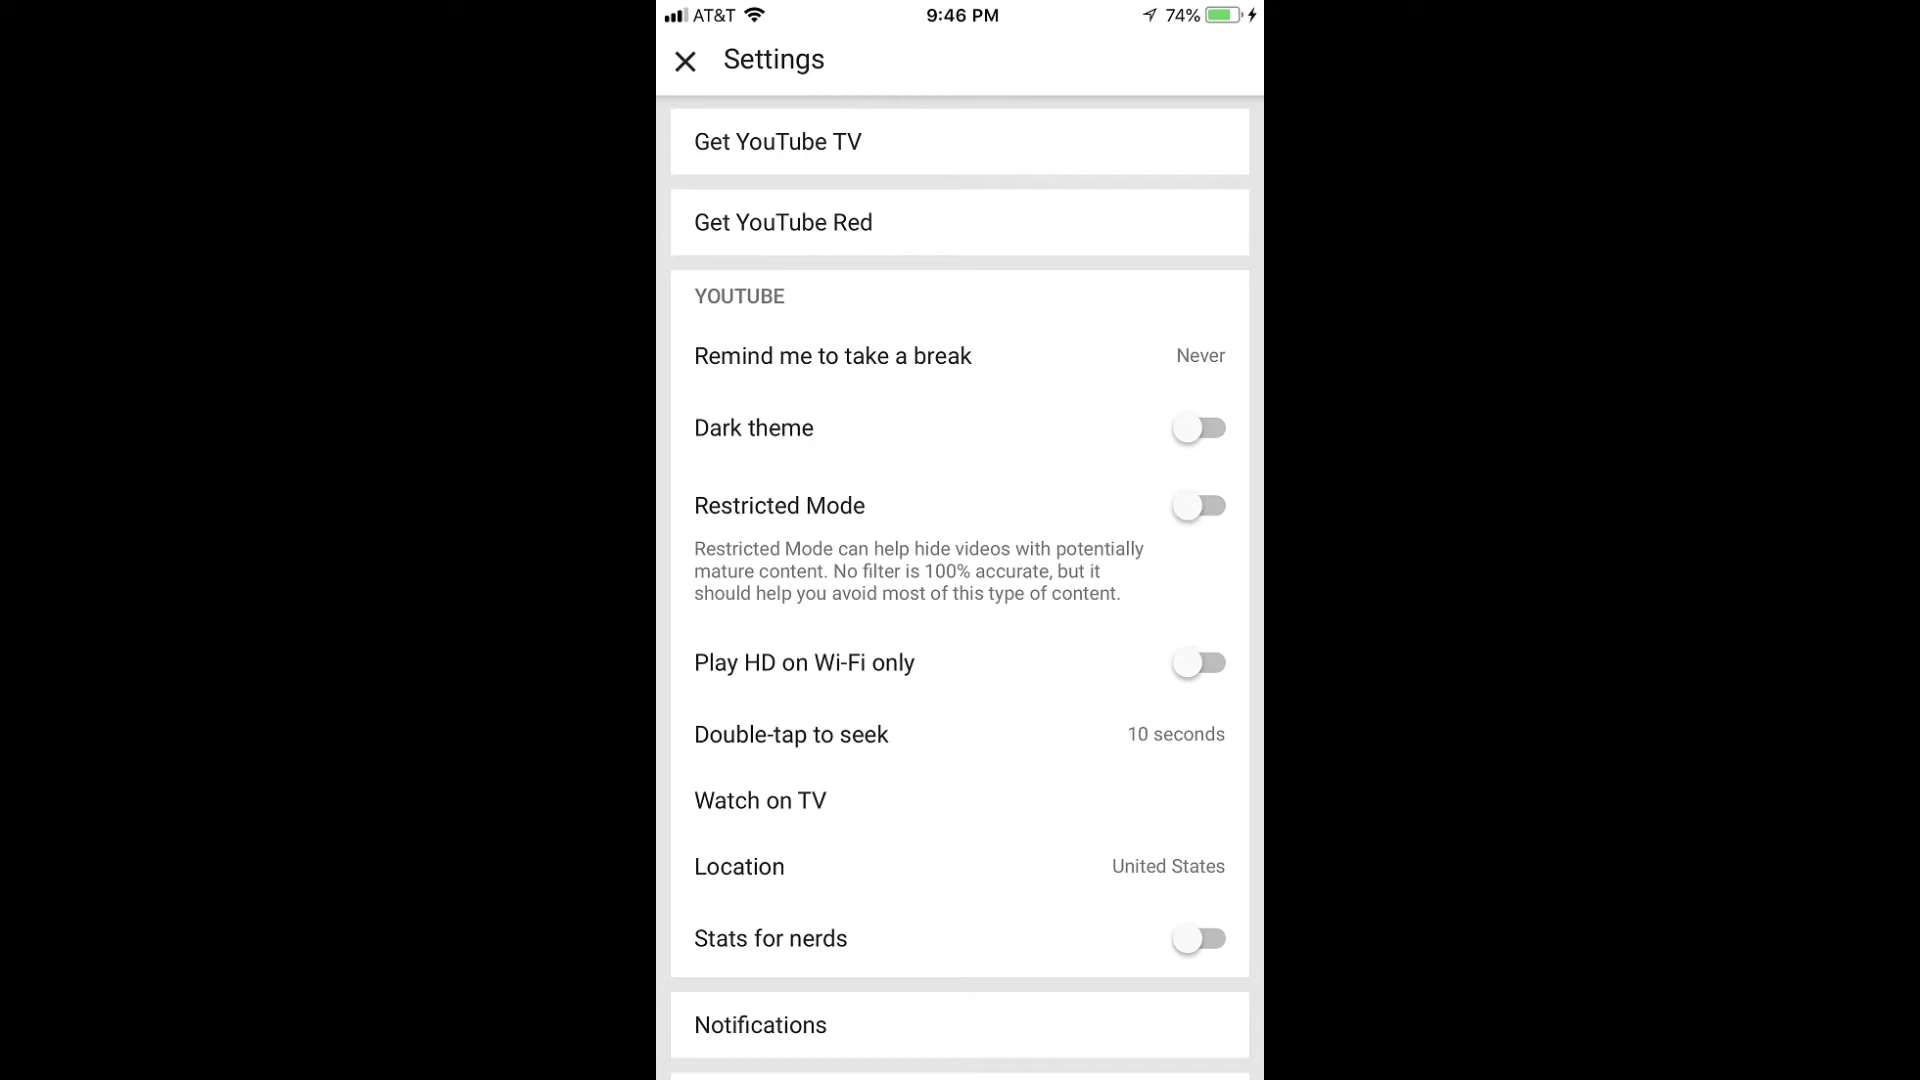 AT&T 9:46 PM 74%
Settings
Get YouTube TV
Get YouTube Red
YOUTUBE
Remind me to take a break Never
Dark theme
Restricted Mode
Restricted Mode can help hide videos with potentially
mature content. No filter is 100% accurate, but it
should help you avoid most of this type of content.
Play HD on Wi-Fi only
Double-tap to seek 10 seconds
Watch on TV
Location United States
Stats for nerds
Notifications